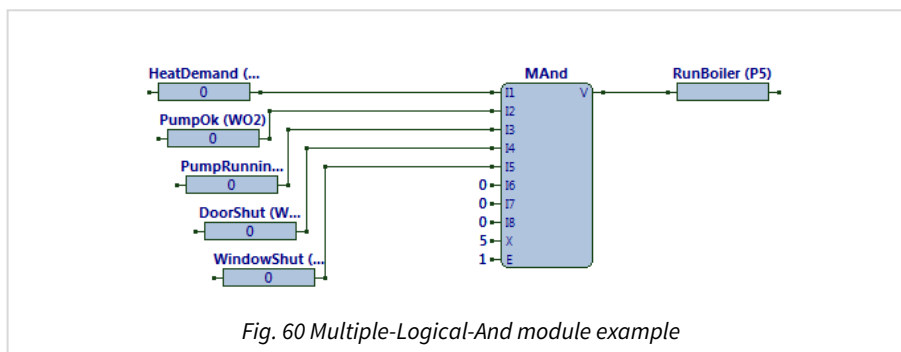 HeatDemand (...
0
PumpOk (WO2)
0
PumpRunnin...
0
DoorShut (W...
0
WindowShut (...
0
MAnd
I1 V
I2
I3
I4
I5
0 I6
0 I7
0 I8
5 X
1 E
RunBoiler (P5)
Fig. 60 Multiple-Logical-And module example